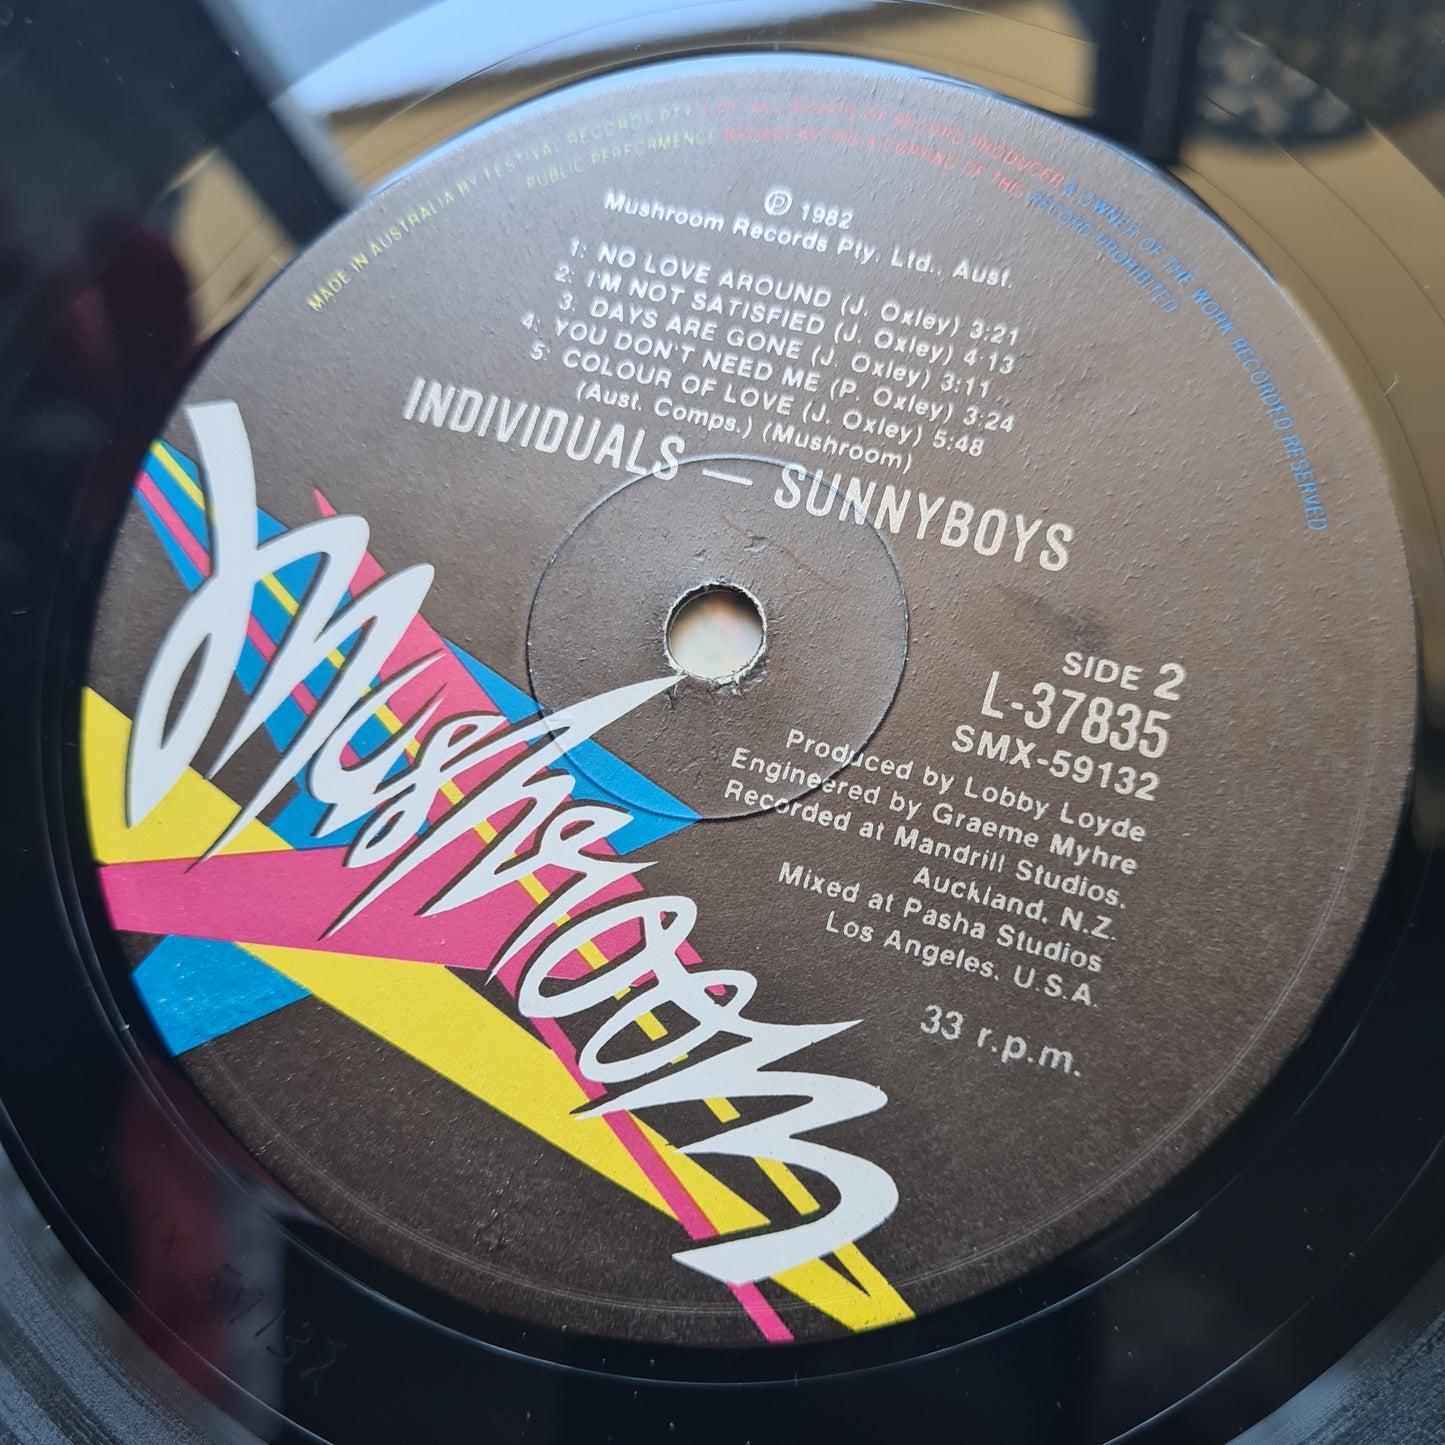 MADE IN AUSTRALIA BY FESTIVAL RECORDS PTY. LTD. ALL RIGHTS OF RECORD PRODUCER & OWNER OF THE WORK RECORDED RESERVED
PUBLIC PERFORMENCE BROADCASTING & COPYING OF THIS RECORD PROHIBITED
℗ 1982
Mushroom Records Pty. Ltd., Aust.
1: NO LOVE AROUND (J. Oxley) 3:21
2: I'M NOT SATISFIED (J. Oxley) 4:13
3. DAYS ARE GONE (J. Oxley) 3:11
4: YOU DON'T NEED ME (P. Oxley) 3:24
5: COLOUR OF LOVE (J. Oxley) 5:48
(Aust. Comps.) (Mushroom)
INDIVIDUALS — SUNNYBOYS
Mushroom
SIDE 2
L-37835
SMX-59132
Produced by Lobby Loyde
Engineered by Graeme Myhre
Recorded at Mandrill Studios,
Auckland, N.Z.
Mixed at Pasha Studios
Los Angeles, U.S.A.
33 r.p.m.